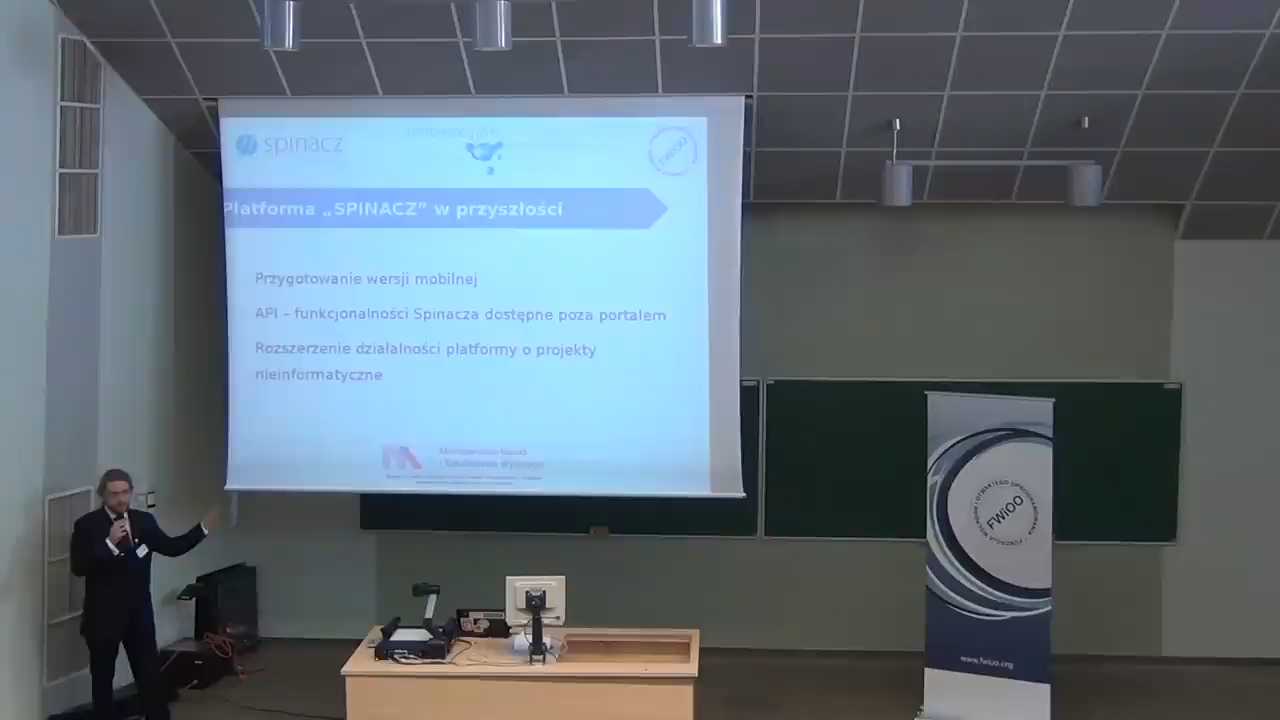 spinacz
FWiOO
Platforma „SPINACZ” w przyszłości
Przygotowanie wersji mobilnej
API – funkcjonalności Spinacza dostępne poza portalem
Rozszerzenie działalności platformy o projekty
nieinformatyczne
FWiOO
www.fwioo.org